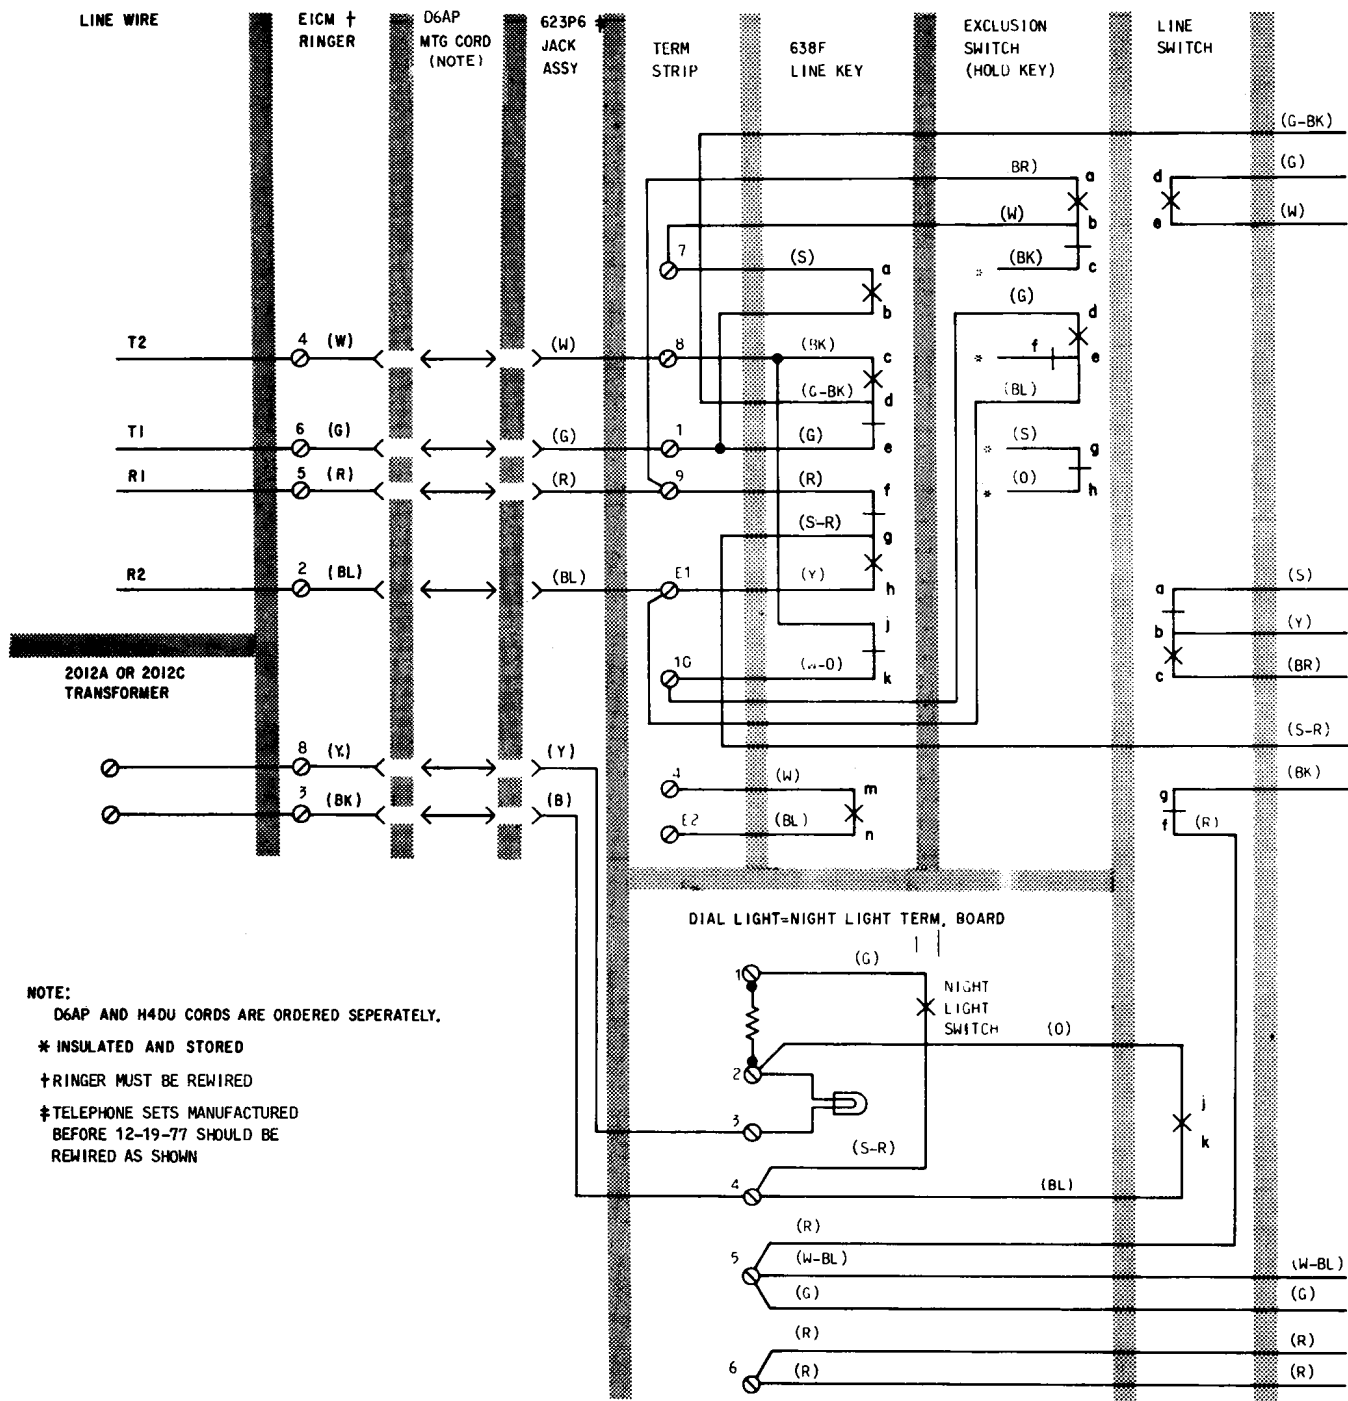 LINE WIRE
EICM †
RINGER
D6AP
MTG CORD
(NOTE)
623P6 ‡
JACK
ASSY
TERM
STRIP
638F
LINE KEY
EXCLUSION
SWITCH
(HOLD KEY)
LINE
SWITCH
(G-BK)
BR)
a
d
(G)
(W)
b
e
(W)
7
(S)
a
(BK)
c
*
b
(G)
d
T2
4
(W)
(W)
8
(BK)
c
*
f
e
(G-BK)
d
(BL)
T1
6
(G)
(G)
1
(G)
e
(S)
g
*
R1
5
(R)
(R)
9
(R)
f
(O)
h
*
(S-R)
g
R2
2
(BL)
(BL)
E1
(Y)
h
a
(S)
j
b
(Y)
2012A OR 2012C
TRANSFORMER
10
(W-O)
k
c
(BR)
(S-R)
8
(Y)
(Y)
4
(W)
m
g
(BK)
3
(BK)
(B)
E2
(BL)
n
f
(R)
DIAL LIGHT=NIGHT LIGHT TERM. BOARD
1
(G)
NIGHT
LIGHT
SWITCH
(O)
2
j
k
3
(S-R)
4
(BL)
NOTE:
D6AP AND H4DU CORDS ARE ORDERED SEPERATELY.
* INSULATED AND STORED
† RINGER MUST BE REWIRED
‡ TELEPHONE SETS MANUFACTURED
BEFORE 12-19-77 SHOULD BE
REWIRED AS SHOWN
(R)
5
(W-BL)
(W-BL)
(G)
(G)
(R)
(R)
6
(R)
(R)